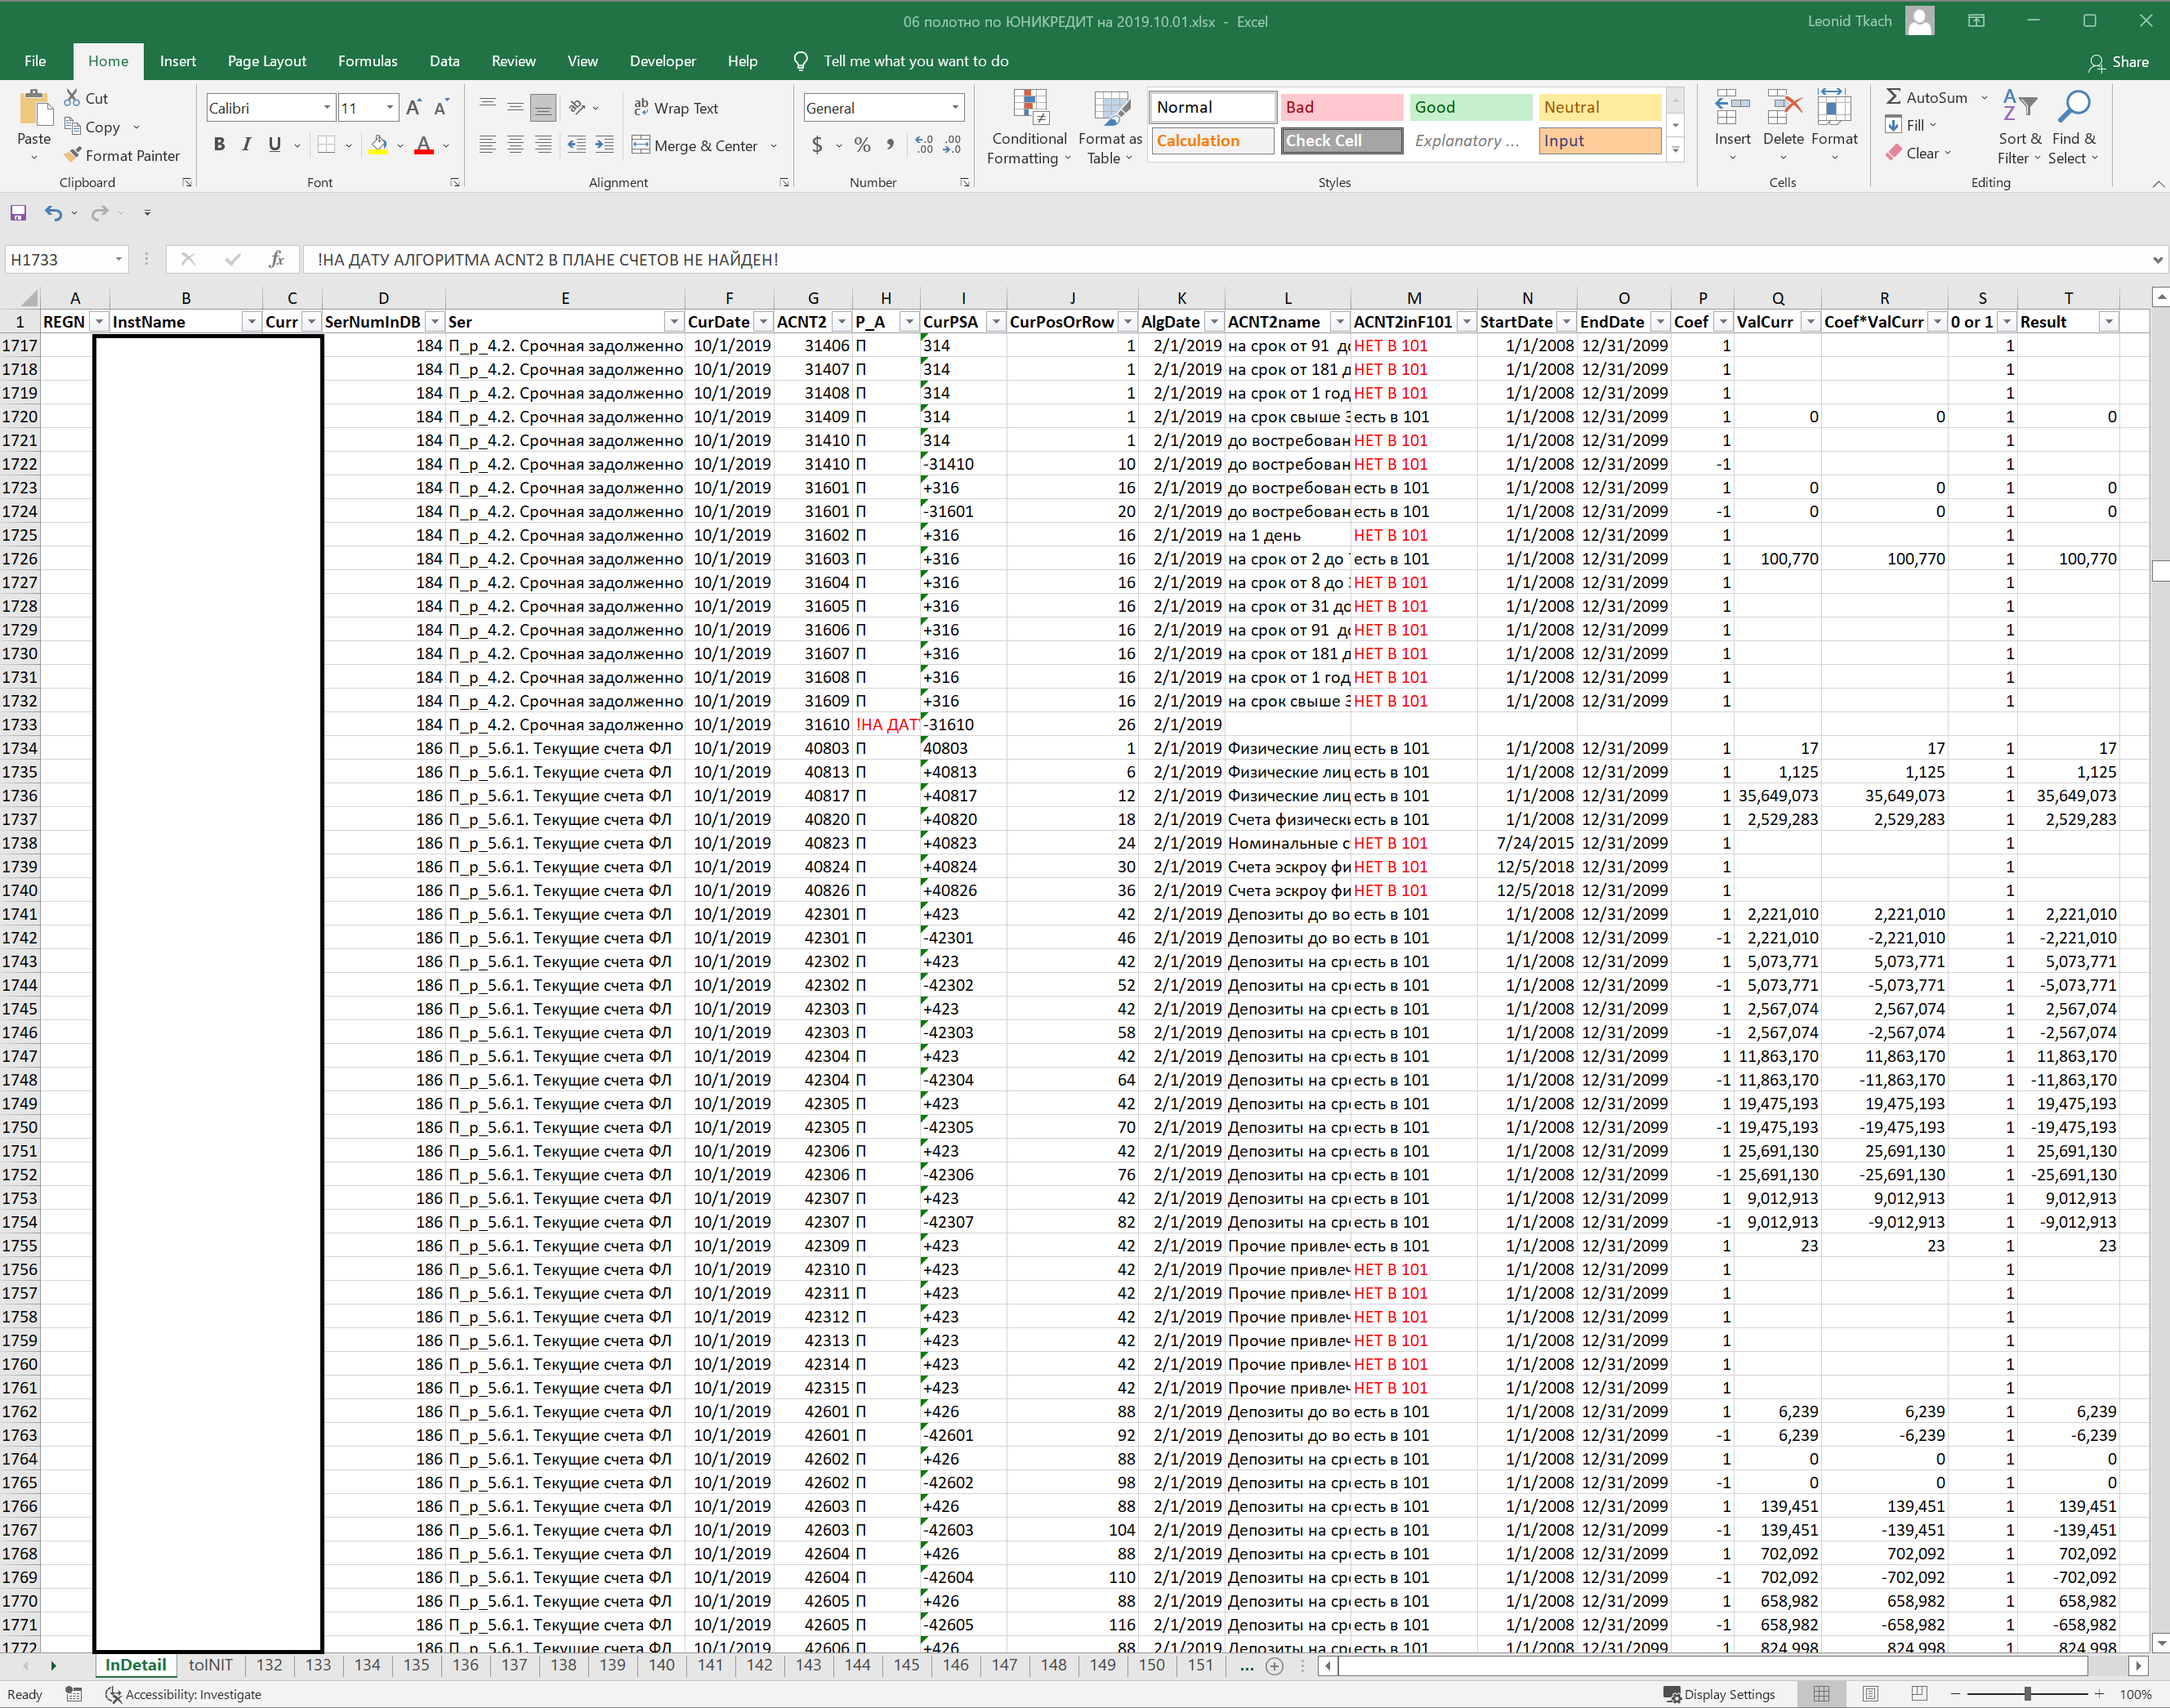 06 полотно по ЮНИКРЕДИТ на 2019.10.01.xlsx - Excel
Leonid Tkach
File Home Insert Page Layout Formulas Data Review View Developer Help Tell me what you want to do Share
Paste Cut Copy Format Painter Clipboard
Calibri 11 B I U Font
ab Wrap Text Merge & Center Alignment
General $ % Number
Conditional Formatting Format as Table
Normal Bad Good Neutral
Calculation Check Cell Explanatory ... Input
Styles
Insert Delete Format Cells
AutoSum Fill Clear Sort & Filter Find & Select Editing
H1733 fx !НА ДАТУ АЛГОРИТМА ACNT2 В ПЛАНЕ СЧЕТОВ НЕ НАЙДЕН!
A B C D E F G H I J K L M N O P Q R S T
1 REGN InstName Curr SerNumInDB Ser CurDate ACNT2 P_A CurPSA CurPosOrRow AlgDate ACNT2name ACNT2inF101 StartDate EndDate Coef ValCurr Coef*ValCurr 0 or 1 Result
1717 184 П_р_4.2. Срочная задолженно 10/1/2019 31406 П 314 1 2/1/2019 на срок от 91 до НЕТ В 101 1/1/2008 12/31/2099 1 1
1718 184 П_р_4.2. Срочная задолженно 10/1/2019 31407 П 314 1 2/1/2019 на срок от 181 д НЕТ В 101 1/1/2008 12/31/2099 1 1
1719 184 П_р_4.2. Срочная задолженно 10/1/2019 31408 П 314 1 2/1/2019 на срок от 1 год НЕТ В 101 1/1/2008 12/31/2099 1 1
1720 184 П_р_4.2. Срочная задолженно 10/1/2019 31409 П 314 1 2/1/2019 на срок свыше 3 есть в 101 1/1/2008 12/31/2099 1 0 0 1 0
1721 184 П_р_4.2. Срочная задолженно 10/1/2019 31410 П 314 1 2/1/2019 до востребован НЕТ В 101 1/1/2008 12/31/2099 1 1
1722 184 П_р_4.2. Срочная задолженно 10/1/2019 31410 П -31410 10 2/1/2019 до востребован НЕТ В 101 1/1/2008 12/31/2099 -1 1
1723 184 П_р_4.2. Срочная задолженно 10/1/2019 31601 П +316 16 2/1/2019 до востребован есть в 101 1/1/2008 12/31/2099 1 0 0 1 0
1724 184 П_р_4.2. Срочная задолженно 10/1/2019 31601 П -31601 20 2/1/2019 до востребован есть в 101 1/1/2008 12/31/2099 -1 0 0 1 0
1725 184 П_р_4.2. Срочная задолженно 10/1/2019 31602 П +316 16 2/1/2019 на 1 день НЕТ В 101 1/1/2008 12/31/2099 1 1
1726 184 П_р_4.2. Срочная задолженно 10/1/2019 31603 П +316 16 2/1/2019 на срок от 2 до есть в 101 1/1/2008 12/31/2099 1 100,770 100,770 1 100,770
1727 184 П_р_4.2. Срочная задолженно 10/1/2019 31604 П +316 16 2/1/2019 на срок от 8 до НЕТ В 101 1/1/2008 12/31/2099 1 1
1728 184 П_р_4.2. Срочная задолженно 10/1/2019 31605 П +316 16 2/1/2019 на срок от 31 до НЕТ В 101 1/1/2008 12/31/2099 1 1
1729 184 П_р_4.2. Срочная задолженно 10/1/2019 31606 П +316 16 2/1/2019 на срок от 91 до НЕТ В 101 1/1/2008 12/31/2099 1 1
1730 184 П_р_4.2. Срочная задолженно 10/1/2019 31607 П +316 16 2/1/2019 на срок от 181 д НЕТ В 101 1/1/2008 12/31/2099 1 1
1731 184 П_р_4.2. Срочная задолженно 10/1/2019 31608 П +316 16 2/1/2019 на срок от 1 год НЕТ В 101 1/1/2008 12/31/2099 1 1
1732 184 П_р_4.2. Срочная задолженно 10/1/2019 31609 П +316 16 2/1/2019 на срок свыше 3 НЕТ В 101 1/1/2008 12/31/2099 1 1
1733 184 П_р_4.2. Срочная задолженно 10/1/2019 31610 !НА ДАТ -31610 26 2/1/2019
1734 186 П_р_5.6.1. Текущие счета ФЛ 10/1/2019 40803 П 40803 1 2/1/2019 Физические лиц есть в 101 1/1/2008 12/31/2099 1 17 17 1 17
1735 186 П_р_5.6.1. Текущие счета ФЛ 10/1/2019 40813 П +40813 6 2/1/2019 Физические лиц есть в 101 1/1/2008 12/31/2099 1 1,125 1,125 1 1,125
1736 186 П_р_5.6.1. Текущие счета ФЛ 10/1/2019 40817 П +40817 12 2/1/2019 Физические лиц есть в 101 1/1/2008 12/31/2099 1 35,649,073 35,649,073 1 35,649,073
1737 186 П_р_5.6.1. Текущие счета ФЛ 10/1/2019 40820 П +40820 18 2/1/2019 Счета физически есть в 101 1/1/2008 12/31/2099 1 2,529,283 2,529,283 1 2,529,283
1738 186 П_р_5.6.1. Текущие счета ФЛ 10/1/2019 40823 П +40823 24 2/1/2019 Номинальные с НЕТ В 101 7/24/2015 12/31/2099 1 1
1739 186 П_р_5.6.1. Текущие счета ФЛ 10/1/2019 40824 П +40824 30 2/1/2019 Счета эскроу фи НЕТ В 101 12/5/2018 12/31/2099 1 1
1740 186 П_р_5.6.1. Текущие счета ФЛ 10/1/2019 40826 П +40826 36 2/1/2019 Счета эскроу фи НЕТ В 101 12/5/2018 12/31/2099 1 1
1741 186 П_р_5.6.1. Текущие счета ФЛ 10/1/2019 42301 П +423 42 2/1/2019 Депозиты до во есть в 101 1/1/2008 12/31/2099 1 2,221,010 2,221,010 1 2,221,010
1742 186 П_р_5.6.1. Текущие счета ФЛ 10/1/2019 42301 П -42301 46 2/1/2019 Депозиты до во есть в 101 1/1/2008 12/31/2099 -1 2,221,010 -2,221,010 1 -2,221,010
1743 186 П_р_5.6.1. Текущие счета ФЛ 10/1/2019 42302 П +423 42 2/1/2019 Депозиты на сро есть в 101 1/1/2008 12/31/2099 1 5,073,771 5,073,771 1 5,073,771
1744 186 П_р_5.6.1. Текущие счета ФЛ 10/1/2019 42302 П -42302 52 2/1/2019 Депозиты на сро есть в 101 1/1/2008 12/31/2099 -1 5,073,771 -5,073,771 1 -5,073,771
1745 186 П_р_5.6.1. Текущие счета ФЛ 10/1/2019 42303 П +423 42 2/1/2019 Депозиты на сро есть в 101 1/1/2008 12/31/2099 1 2,567,074 2,567,074 1 2,567,074
1746 186 П_р_5.6.1. Текущие счета ФЛ 10/1/2019 42303 П -42303 58 2/1/2019 Депозиты на сро есть в 101 1/1/2008 12/31/2099 -1 2,567,074 -2,567,074 1 -2,567,074
1747 186 П_р_5.6.1. Текущие счета ФЛ 10/1/2019 42304 П +423 42 2/1/2019 Депозиты на сро есть в 101 1/1/2008 12/31/2099 1 11,863,170 11,863,170 1 11,863,170
1748 186 П_р_5.6.1. Текущие счета ФЛ 10/1/2019 42304 П -42304 64 2/1/2019 Депозиты на сро есть в 101 1/1/2008 12/31/2099 -1 11,863,170 -11,863,170 1 -11,863,170
1749 186 П_р_5.6.1. Текущие счета ФЛ 10/1/2019 42305 П +423 42 2/1/2019 Депозиты на сро есть в 101 1/1/2008 12/31/2099 1 19,475,193 19,475,193 1 19,475,193
1750 186 П_р_5.6.1. Текущие счета ФЛ 10/1/2019 42305 П -42305 70 2/1/2019 Депозиты на сро есть в 101 1/1/2008 12/31/2099 -1 19,475,193 -19,475,193 1 -19,475,193
1751 186 П_р_5.6.1. Текущие счета ФЛ 10/1/2019 42306 П +423 42 2/1/2019 Депозиты на сро есть в 101 1/1/2008 12/31/2099 1 25,691,130 25,691,130 1 25,691,130
1752 186 П_р_5.6.1. Текущие счета ФЛ 10/1/2019 42306 П -42306 76 2/1/2019 Депозиты на сро есть в 101 1/1/2008 12/31/2099 -1 25,691,130 -25,691,130 1 -25,691,130
1753 186 П_р_5.6.1. Текущие счета ФЛ 10/1/2019 42307 П +423 42 2/1/2019 Депозиты на сро есть в 101 1/1/2008 12/31/2099 1 9,012,913 9,012,913 1 9,012,913
1754 186 П_р_5.6.1. Текущие счета ФЛ 10/1/2019 42307 П -42307 82 2/1/2019 Депозиты на сро есть в 101 1/1/2008 12/31/2099 -1 9,012,913 -9,012,913 1 -9,012,913
1755 186 П_р_5.6.1. Текущие счета ФЛ 10/1/2019 42309 П +423 42 2/1/2019 Прочие привлеч есть в 101 1/1/2008 12/31/2099 1 23 23 1 23
1756 186 П_р_5.6.1. Текущие счета ФЛ 10/1/2019 42310 П +423 42 2/1/2019 Прочие привлеч НЕТ В 101 1/1/2008 12/31/2099 1 1
1757 186 П_р_5.6.1. Текущие счета ФЛ 10/1/2019 42311 П +423 42 2/1/2019 Прочие привлеч НЕТ В 101 1/1/2008 12/31/2099 1 1
1758 186 П_р_5.6.1. Текущие счета ФЛ 10/1/2019 42312 П +423 42 2/1/2019 Прочие привлеч НЕТ В 101 1/1/2008 12/31/2099 1 1
1759 186 П_р_5.6.1. Текущие счета ФЛ 10/1/2019 42313 П +423 42 2/1/2019 Прочие привлеч НЕТ В 101 1/1/2008 12/31/2099 1 1
1760 186 П_р_5.6.1. Текущие счета ФЛ 10/1/2019 42314 П +423 42 2/1/2019 Прочие привлеч НЕТ В 101 1/1/2008 12/31/2099 1 1
1761 186 П_р_5.6.1. Текущие счета ФЛ 10/1/2019 42315 П +423 42 2/1/2019 Прочие привлеч НЕТ В 101 1/1/2008 12/31/2099 1 1
1762 186 П_р_5.6.1. Текущие счета ФЛ 10/1/2019 42601 П +426 88 2/1/2019 Депозиты до во есть в 101 1/1/2008 12/31/2099 1 6,239 6,239 1 6,239
1763 186 П_р_5.6.1. Текущие счета ФЛ 10/1/2019 42601 П -42601 92 2/1/2019 Депозиты до во есть в 101 1/1/2008 12/31/2099 -1 6,239 -6,239 1 -6,239
1764 186 П_р_5.6.1. Текущие счета ФЛ 10/1/2019 42602 П +426 88 2/1/2019 Депозиты на сро есть в 101 1/1/2008 12/31/2099 1 0 0 1 0
1765 186 П_р_5.6.1. Текущие счета ФЛ 10/1/2019 42602 П -42602 98 2/1/2019 Депозиты на сро есть в 101 1/1/2008 12/31/2099 -1 0 0 1 0
1766 186 П_р_5.6.1. Текущие счета ФЛ 10/1/2019 42603 П +426 88 2/1/2019 Депозиты на сро есть в 101 1/1/2008 12/31/2099 1 139,451 139,451 1 139,451
1767 186 П_р_5.6.1. Текущие счета ФЛ 10/1/2019 42603 П -42603 104 2/1/2019 Депозиты на сро есть в 101 1/1/2008 12/31/2099 -1 139,451 -139,451 1 -139,451
1768 186 П_р_5.6.1. Текущие счета ФЛ 10/1/2019 42604 П +426 88 2/1/2019 Депозиты на сро есть в 101 1/1/2008 12/31/2099 1 702,092 702,092 1 702,092
1769 186 П_р_5.6.1. Текущие счета ФЛ 10/1/2019 42604 П -42604 110 2/1/2019 Депозиты на сро есть в 101 1/1/2008 12/31/2099 -1 702,092 -702,092 1 -702,092
1770 186 П_р_5.6.1. Текущие счета ФЛ 10/1/2019 42605 П +426 88 2/1/2019 Депозиты на сро есть в 101 1/1/2008 12/31/2099 1 658,982 658,982 1 658,982
1771 186 П_р_5.6.1. Текущие счета ФЛ 10/1/2019 42605 П -42605 116 2/1/2019 Депозиты на сро есть в 101 1/1/2008 12/31/2099 -1 658,982 -658,982 1 -658,982
1772 186 П_р_5.6.1. Текущие счета ФЛ 10/1/2019 42606 П +426 88 2/1/2019 Депозиты на сро есть в 101 1/1/2008 12/31/2099 1 824,998 824,998 1 824,998
InDetail toINIT 132 133 134 135 136 137 138 139 140 141 142 143 144 145 146 147 148 149 150 151 ...
Ready Accessibility: Investigate Display Settings 100%